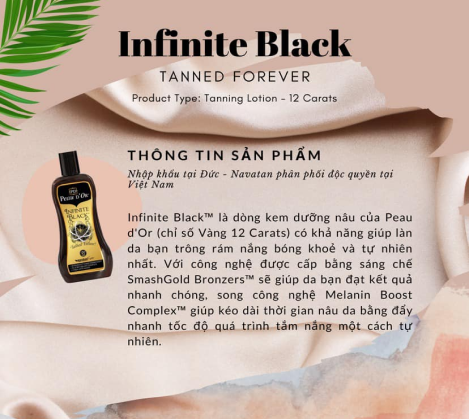 Infinite Black
TANNED FOREVER
Product Type: Tanning Lotion - 12 Carats
THÔNG TIN SẢN PHẨM
Nhập khẩu tại Đức - Navatan phân phối độc quyền tại
Việt Nam
Peau d'Or
INFINITE
BLACK
Infinite Black™ là dòng kem dưỡng nâu của Peau
d'Or (chỉ số Vàng 12 Carats) có khả năng giúp làn
da bạn trông rám nắng bóng khoẻ và tự nhiên
nhất. Với công nghệ được cấp bằng sáng chế
SmashGold Bronzers™ sẽ giúp da bạn đạt kết quả
nhanh chóng, song công nghệ Melanin Boost
Complex™ giúp kéo dài thời gian nâu da bằng đẩy
nhanh tốc độ quá trình tắm nắng một cách tự
nhiên.